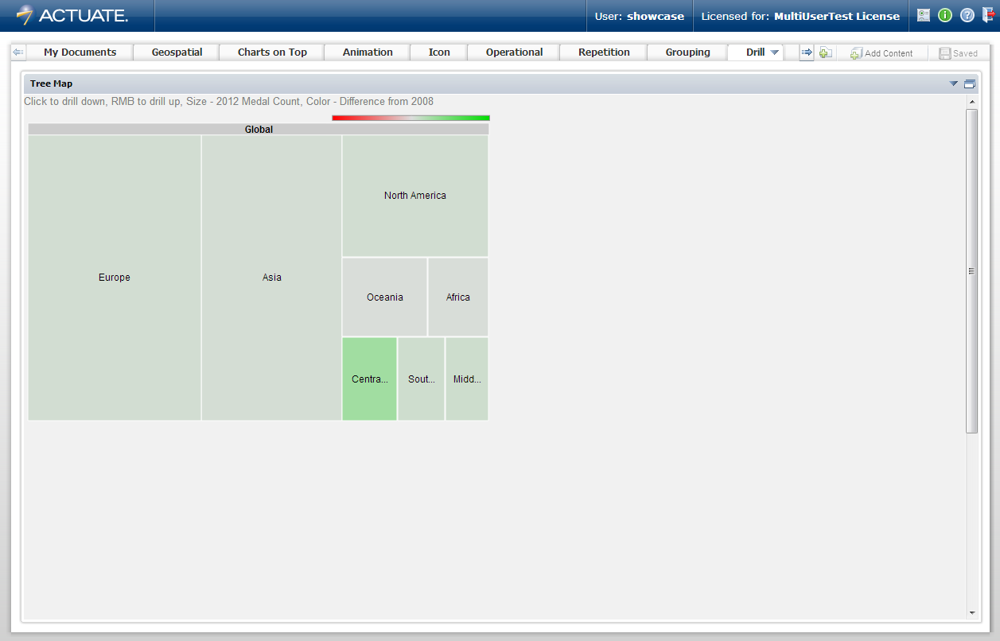 ACTUATE.
User: showcase
Licensed for: MultiUserTest License
My Documents
Geospatial
Charts on Top
Animation
Icon
Operational
Repetition
Grouping
Drill
Add Content
Saved
Tree Map
Click to drill down, RMB to drill up, Size - 2012 Medal Count, Color - Difference from 2008
Global
North America
Europe
Asia
Oceania
Africa
Centra...
Sout...
Midd...